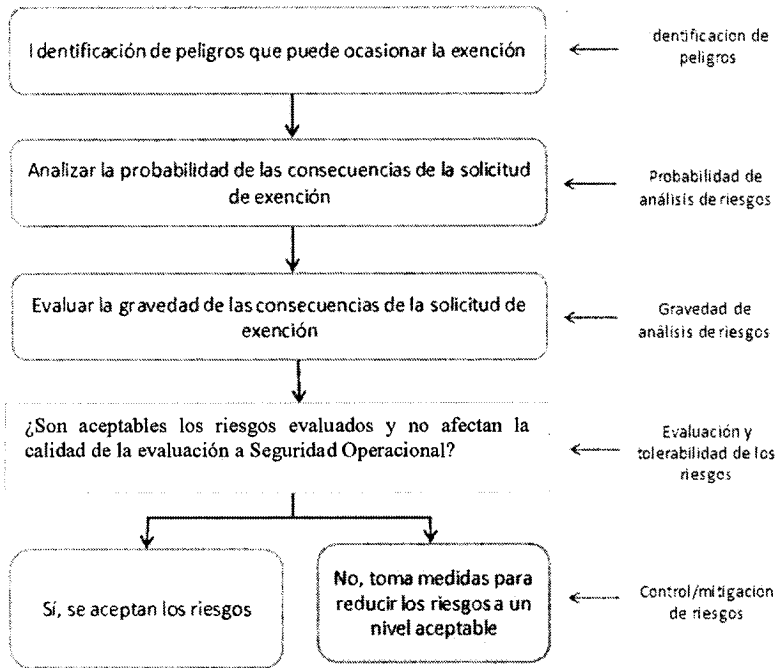 Identificación de peligros que puede ocasionar la exención
Identificacion de
peligros
Analizar la probabilidad de las consecuencias de la solicitud
de exención
Probabilidad de
análisis de riesgos
Evaluar la gravedad de las consecuencias de la solicitud de
exención
Gravedad de
análisis de riesgos
¿Son aceptables los riesgos evaluados y no afectan la
calidad de la evaluación a Seguridad Operacional?
Evaluación y
tolerabilidad de los
riesgos
Sí, se aceptan los riesgos
No, toma medidas para
reducir los riesgos a un
nivel aceptable
Control/mitigacion
de riesgos